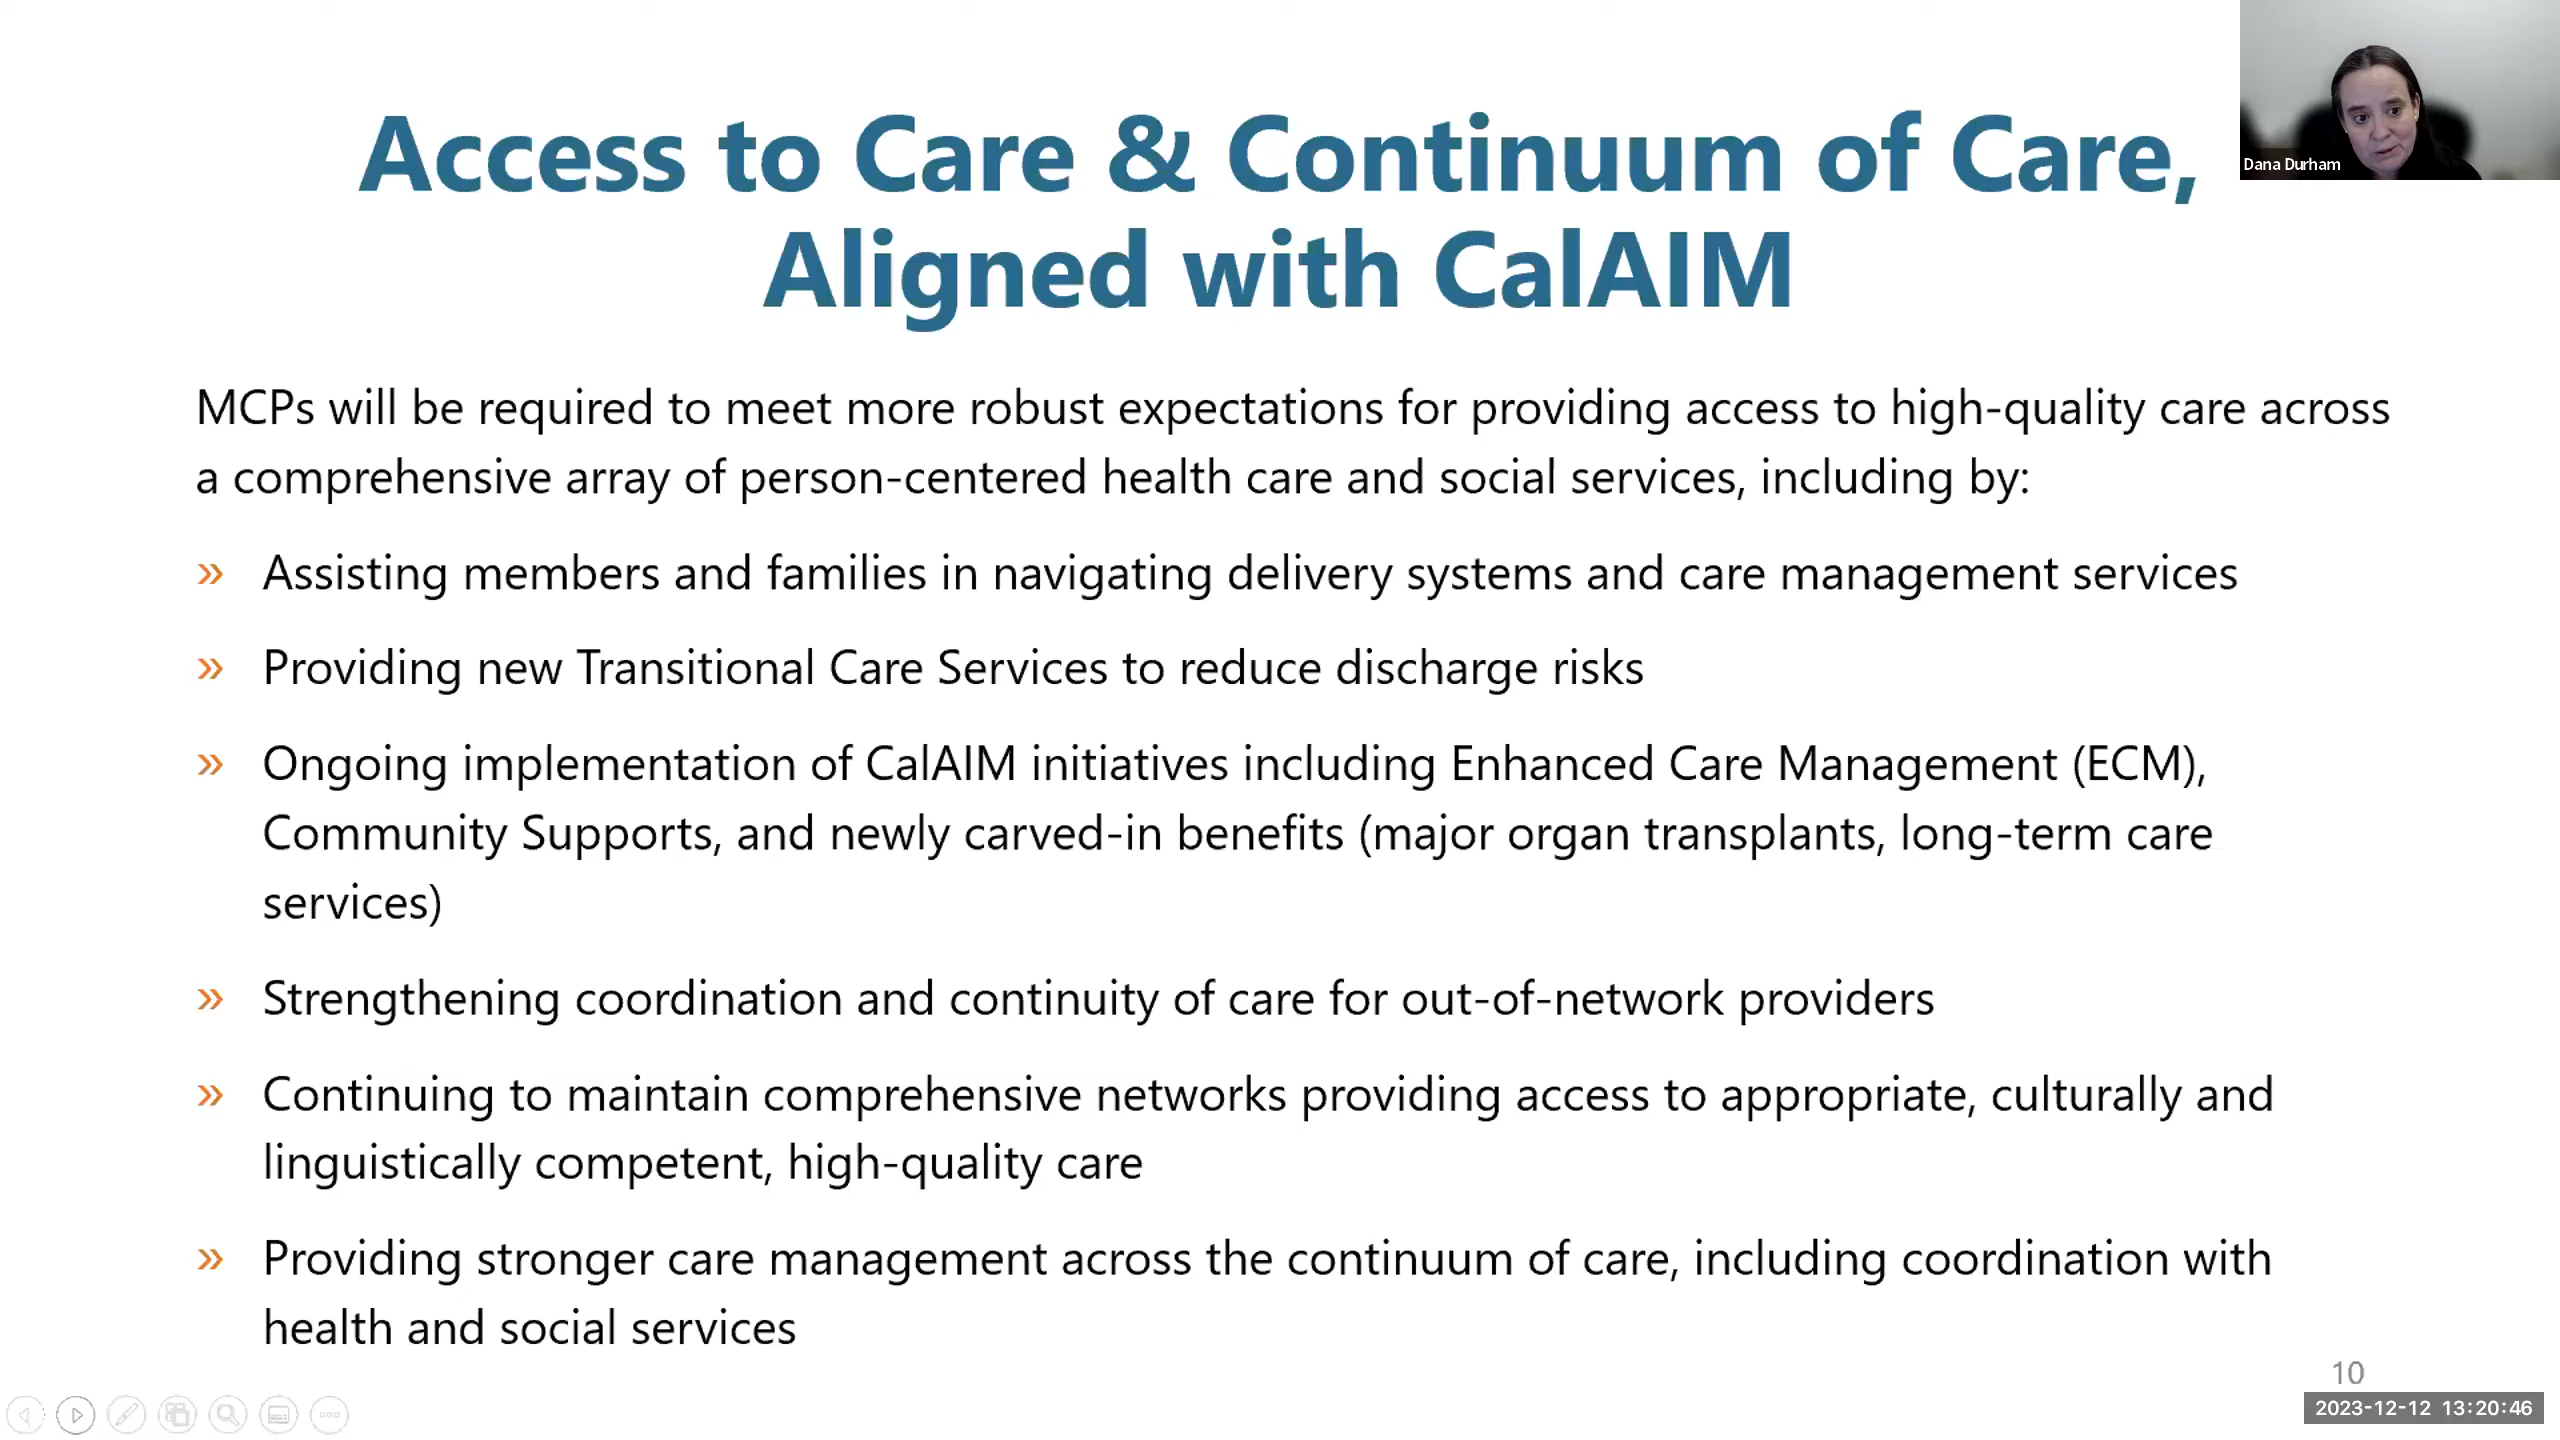 Access to Care & Continuum of Care,
Aligned with CalAIM
Dana Durham
MCPs will be required to meet more robust expectations for providing access to high-quality care across
a comprehensive array of person-centered health care and social services, including by:
» Assisting members and families in navigating delivery systems and care management services
» Providing new Transitional Care Services to reduce discharge risks
» Ongoing implementation of CalAIM initiatives including Enhanced Care Management (ECM),
Community Supports, and newly carved-in benefits (major organ transplants, long-term care
services)
» Strengthening coordination and continuity of care for out-of-network providers
» Continuing to maintain comprehensive networks providing access to appropriate, culturally and
linguistically competent, high-quality care
» Providing stronger care management across the continuum of care, including coordination with
health and social services
10
2023-12-12 13:20:46